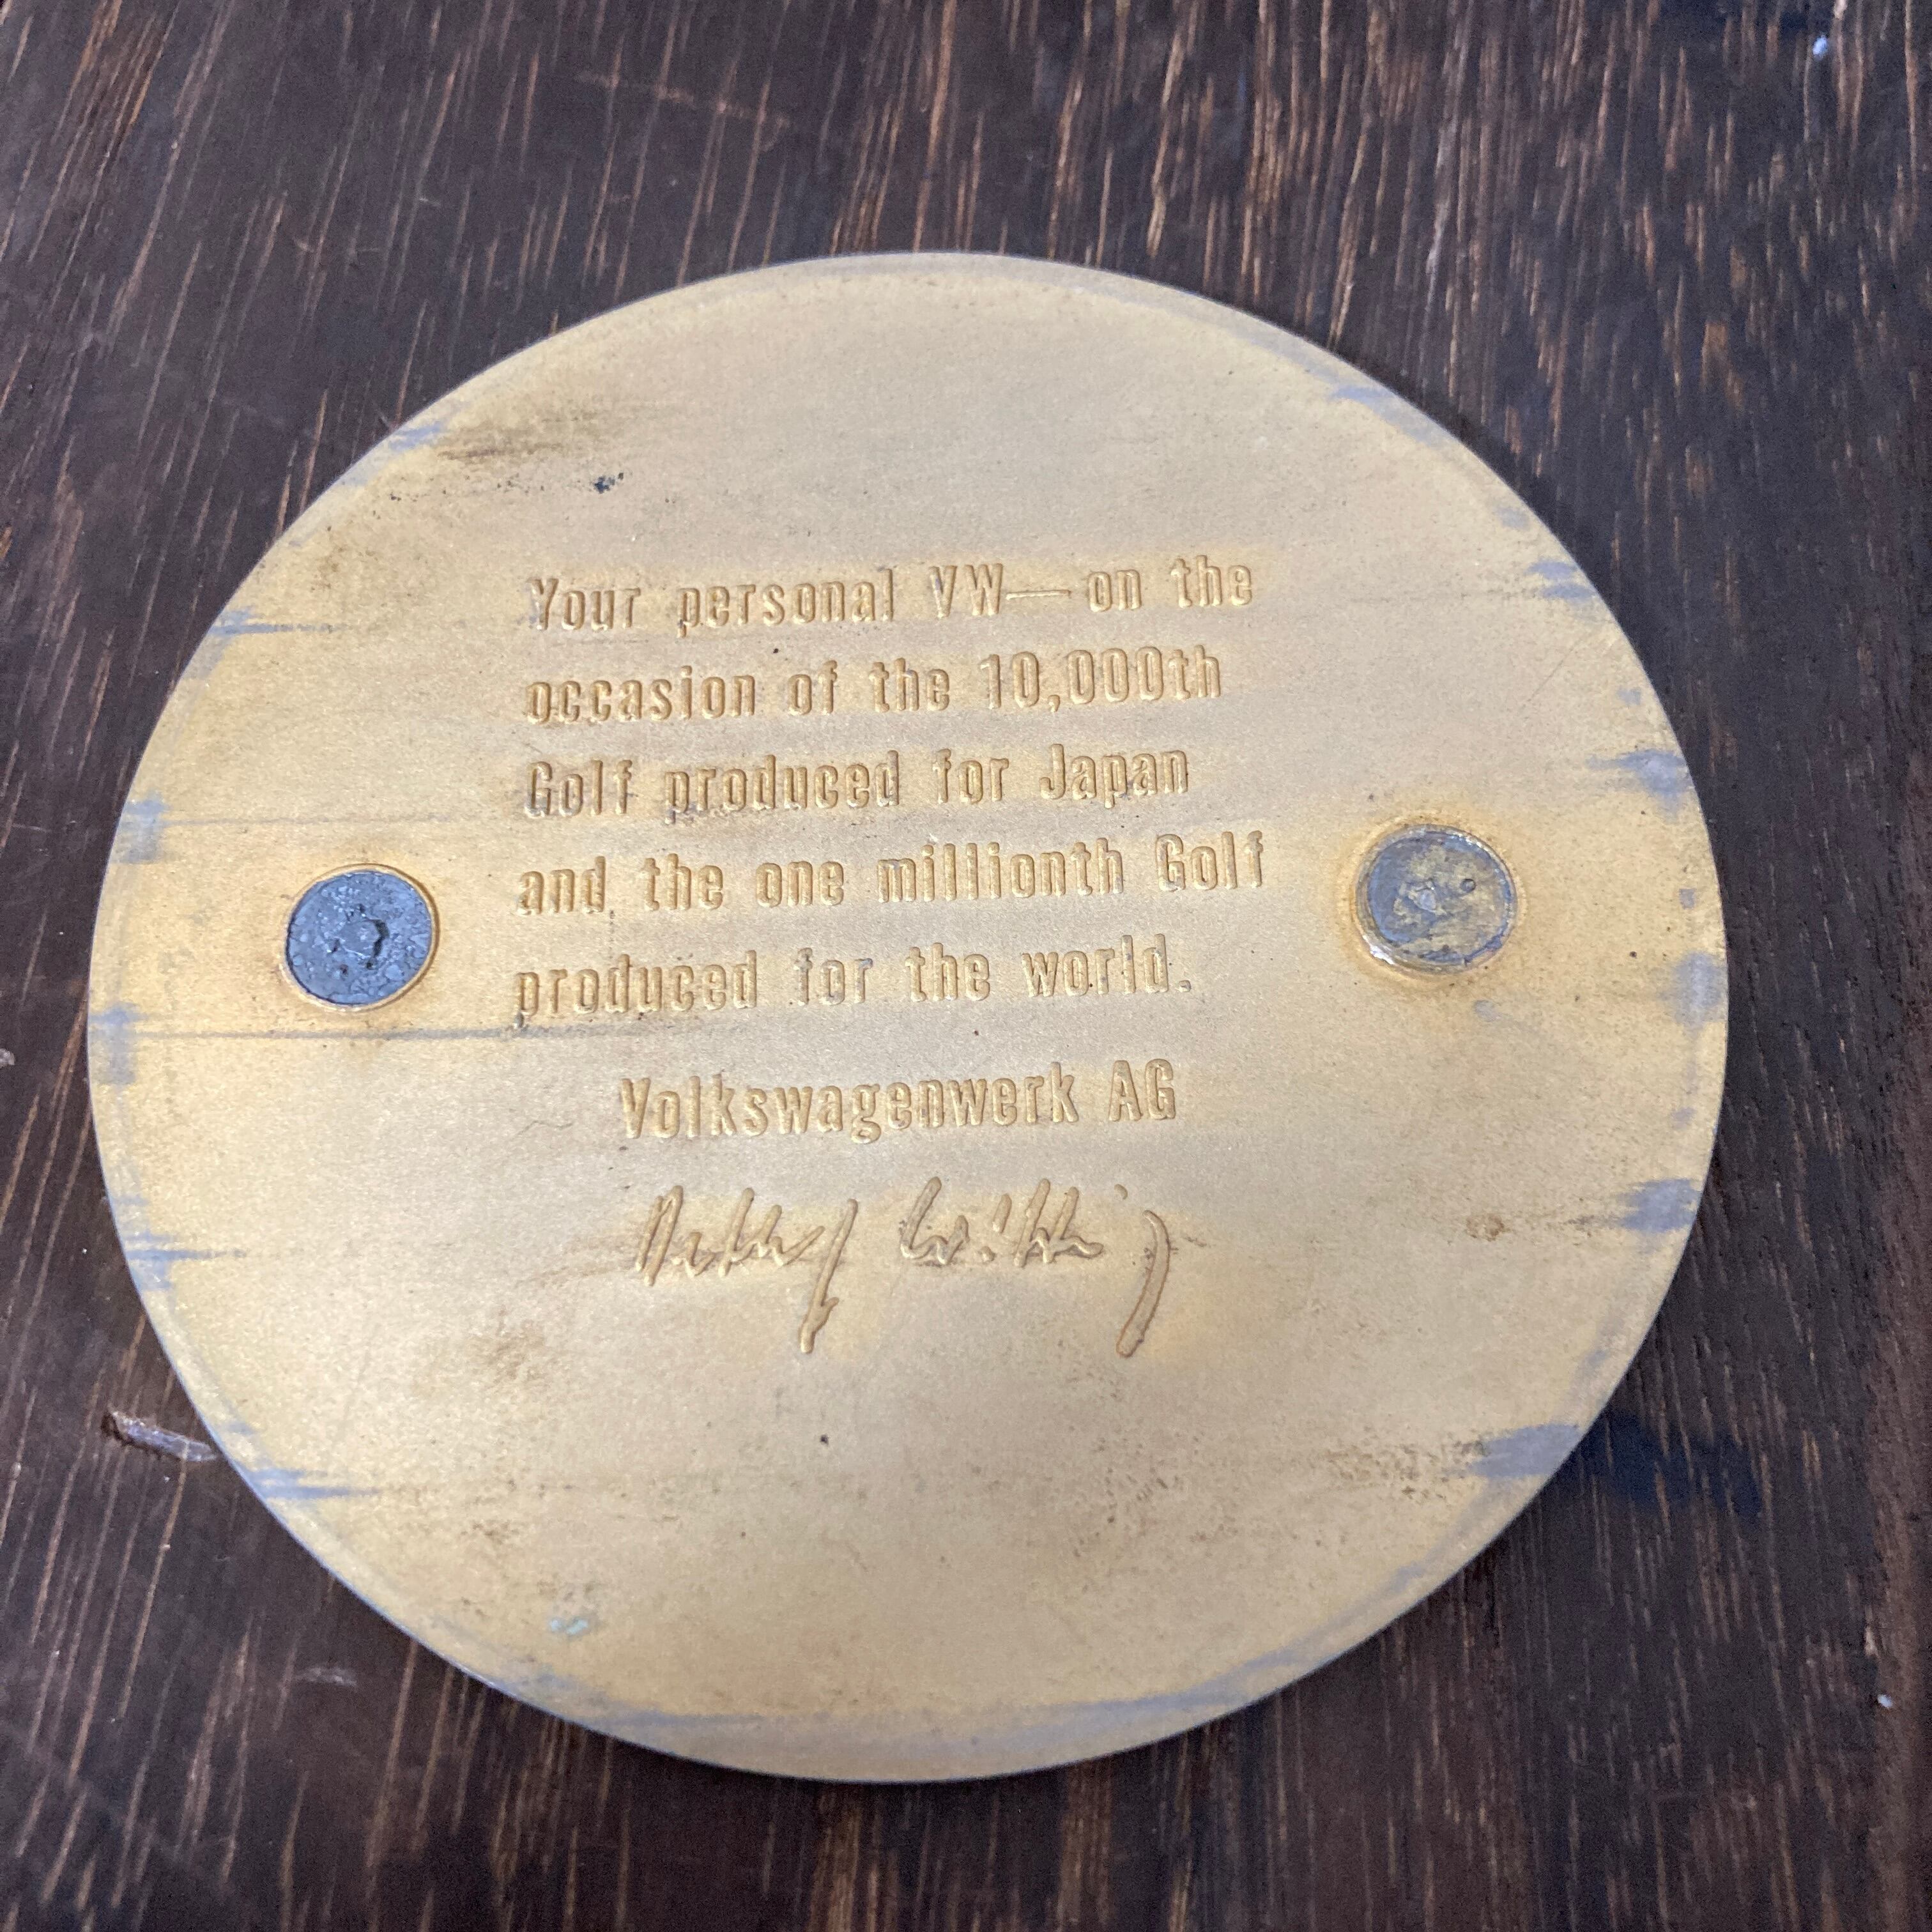 Your personal VW—on the
occasion of the 10,000th
Golf produced for Japan
and the one millionth Golf
produced for the world.
Volkswagenwerk AG